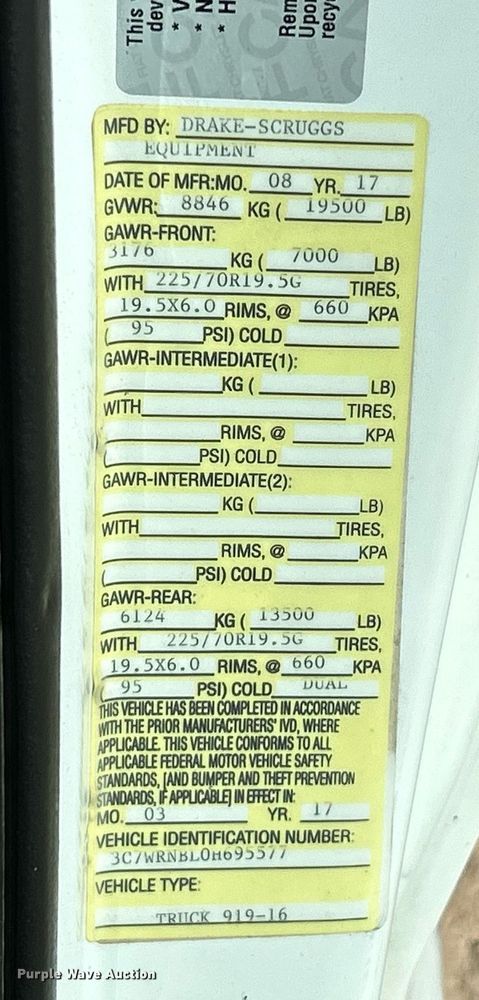 This
dev
* V
* N
* H
Rem
Upon
recy
MFD BY: DRAKE-SCRUGGS
EQUIPMENT
DATE OF MFR:MO. 08 YR. 17
GVWR: 8846 KG ( 19500 LB)
GAWR-FRONT:
3176 KG ( 7000 LB)
WITH 225/70R19.5G TIRES,
19.5X6.0 RIMS, @ 660 KPA
( 95 PSI) COLD
GAWR-INTERMEDIATE(1):
KG ( LB)
WITH TIRES,
RIMS, @ KPA
( PSI) COLD
GAWR-INTERMEDIATE(2):
KG ( LB)
WITH TIRES,
RIMS, @ KPA
( PSI) COLD
GAWR-REAR:
6124 KG ( 13500 LB)
WITH 225/70R19.5G TIRES,
19.5X6.0 RIMS, @ 660 KPA
( 95 PSI) COLD DUAL
THIS VEHICLE HAS BEEN COMPLETED IN ACCORDANCE
WITH THE PRIOR MANUFACTURERS' IVD, WHERE
APPLICABLE. THIS VEHICLE CONFORMS TO ALL
APPLICABLE FEDERAL MOTOR VEHICLE SAFETY
STANDARDS, [AND BUMPER AND THEFT PREVENTION
STANDARDS, IF APPLICABLE] IN EFFECT IN:
MO. 03 YR. 17
VEHICLE IDENTIFICATION NUMBER:
3C7WRNBL0H695577
VEHICLE TYPE:
TRUCK 919-16
Purple Wave Auction